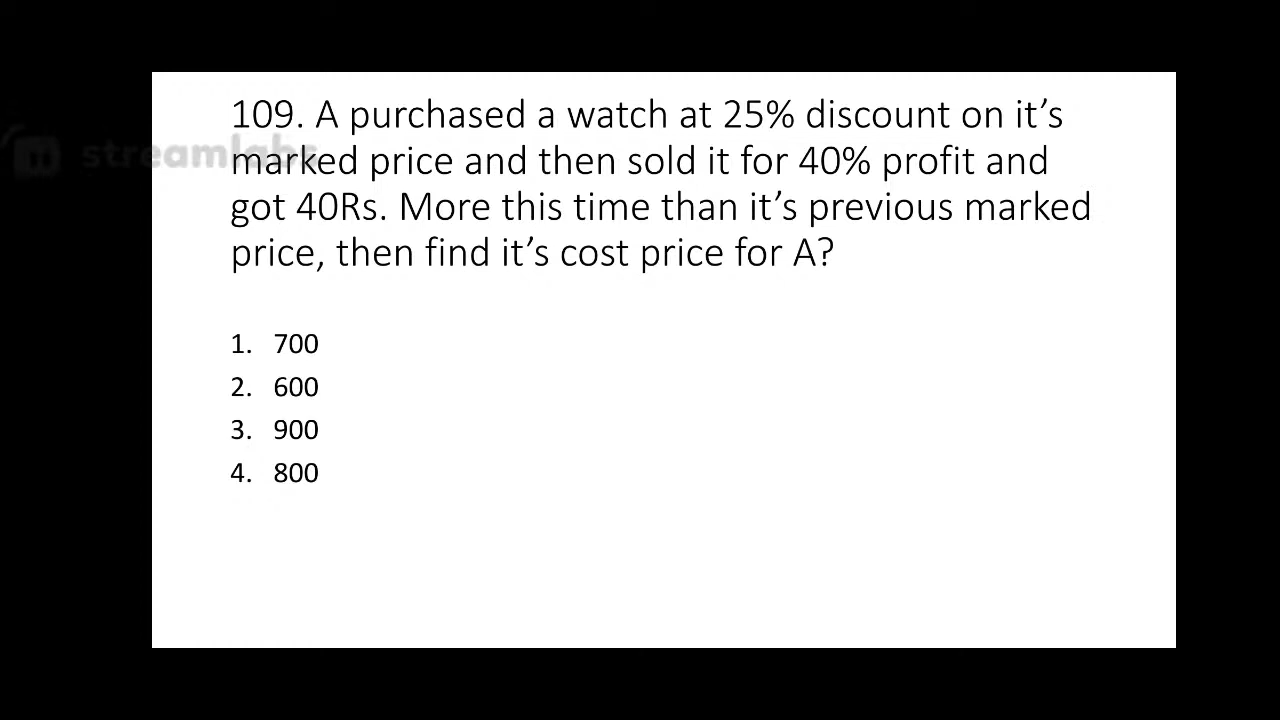 109. A purchased a watch at 25% discount on it’s
streamlabs
marked price and then sold it for 40% profit and
got 40Rs. More this time than it’s previous marked
price, then find it’s cost price for A?
1. 700
2. 600
3. 900
4. 800